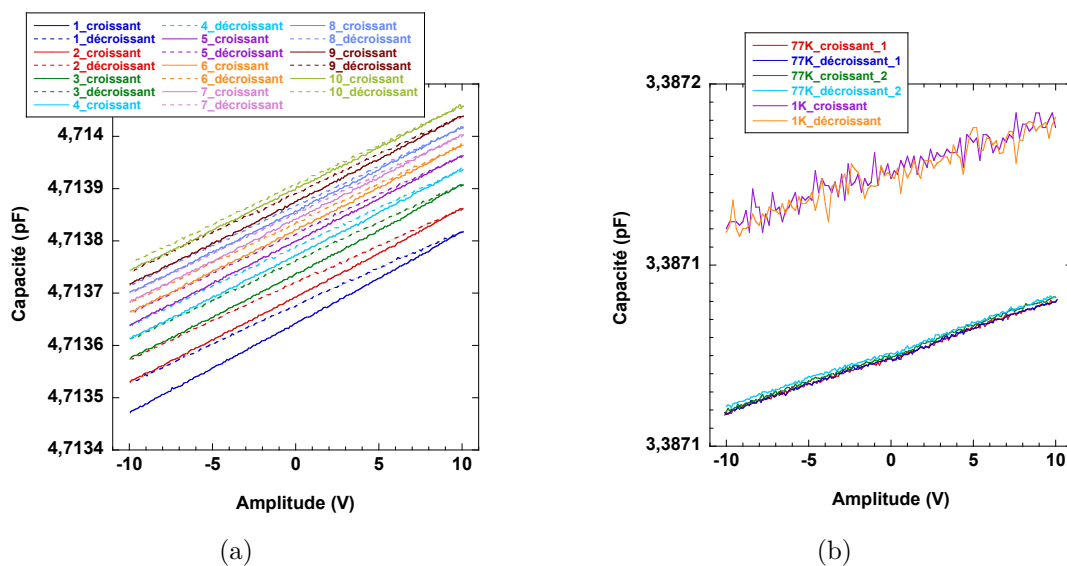 1_croissant
1_décroissant
2_croissant
2_décroissant
3_croissant
3_décroissant
4_croissant
4_décroissant
5_croissant
5_décroissant
6_croissant
6_décroissant
7_croissant
7_décroissant
8_croissant
8_décroissant
9_croissant
9_décroissant
10_croissant
10_décroissant
Capacité (pF)
4,714
4,7139
4,7138
4,7137
4,7136
4,7135
4,7134
-10 -5 0 5 10
Amplitude (V)
(a)
77K_croissant_1
77K_décroissant_1
77K_croissant_2
77K_décroissant_2
1K_croissant
1K_décroissant
Capacité (pF)
3,3872
3,3871
3,3871
-10 -5 0 5 10
Amplitude (V)
(b)